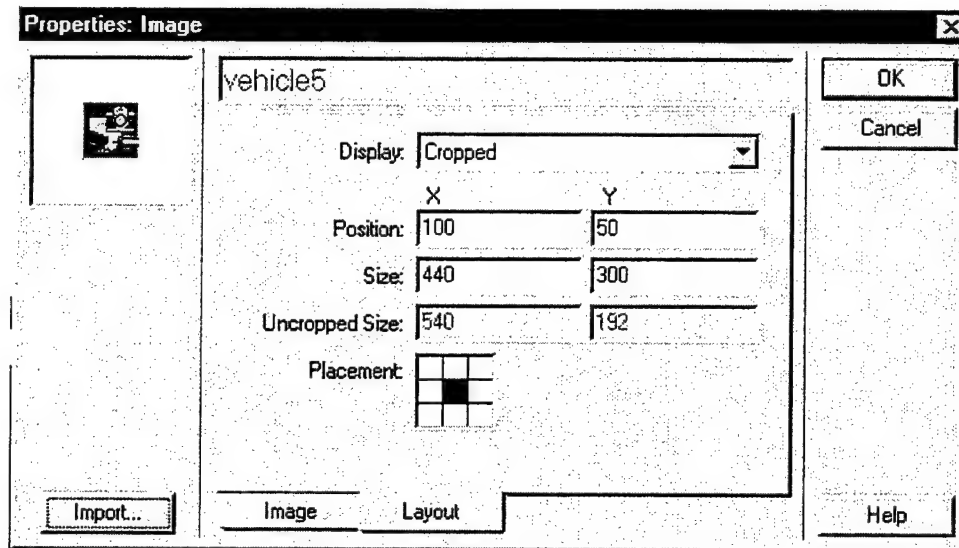 Properties: Image
vehicle5
OK
Cancel
Display: Cropped
X Y
Position: 100 50
Size: 440 300
Uncropped Size: 540 192
Placement:
Import...
Image Layout
Help